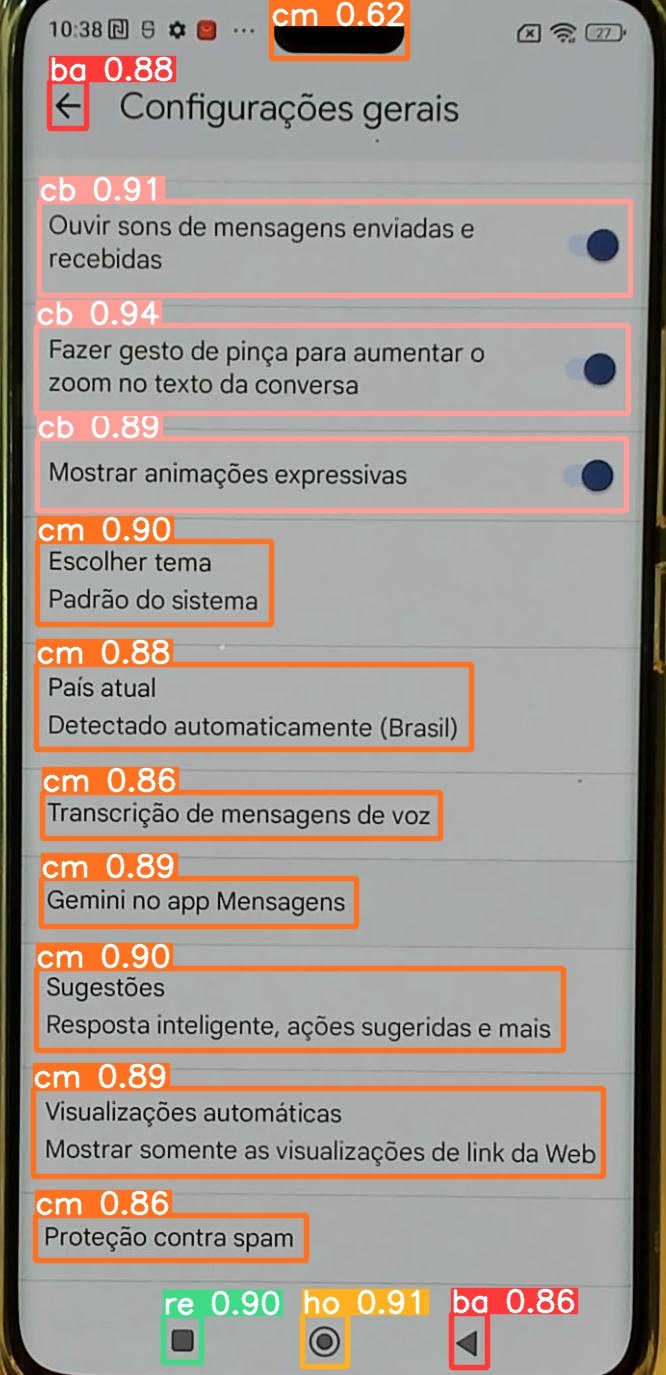 cm 0.62
10:38 ... 27
ba 0.88
Configurações gerais
cb 0.91
Ouvir sons de mensagens enviadas e
recebidas
cb 0.94
Fazer gesto de pinça para aumentar o
zoom no texto da conversa
cb 0.89
Mostrar animações expressivas
cm 0.90
Escolher tema
Padrão do sistema
cm 0.88
País atual
Detectado automaticamente (Brasil)
cm 0.86
Transcrição de mensagens de voz
cm 0.89
Gemini no app Mensagens
cm 0.90
Sugestões
Resposta inteligente, ações sugeridas e mais
cm 0.89
Visualizações automáticas
Mostrar somente as visualizações de link da Web
cm 0.86
Proteção contra spam
re 0.90 ho 0.91 ba 0.86